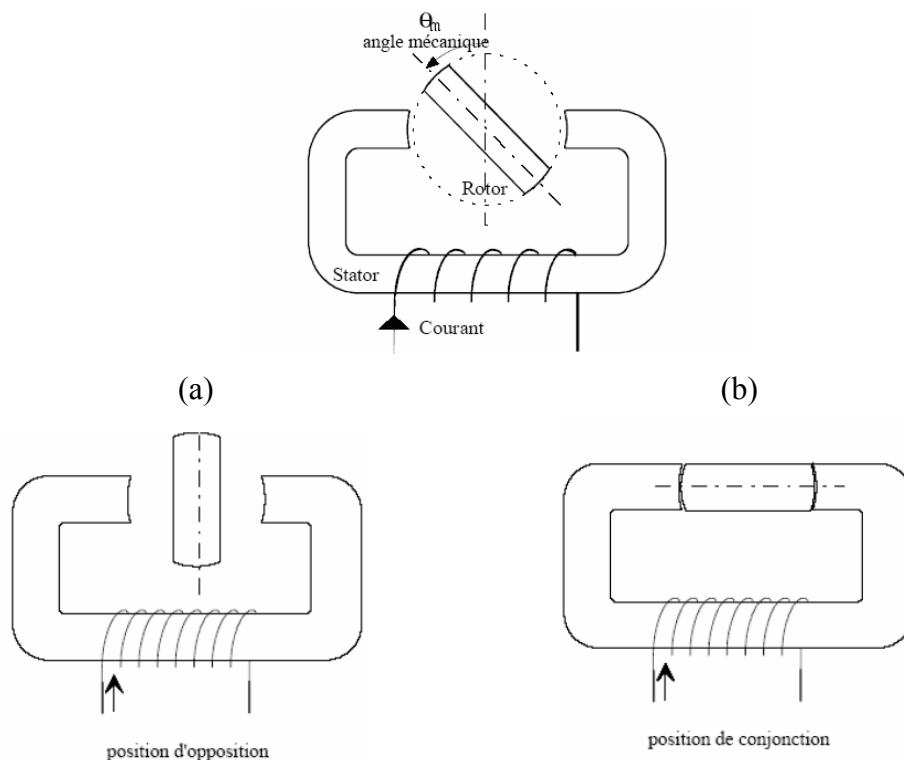 Θm
angle mécanique
Rotor
Stator
Courant
(a)
(b)
position d'opposition
position de conjonction